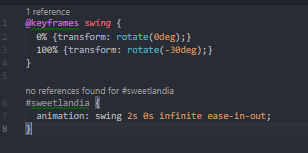 1 reference
1 @keyframes swing {
2 0% {transform: rotate(0deg);}
3 100% {transform: rotate(-30deg);}
4 }
5
no references found for #sweetlandia
6 #sweetlandia {
7 animation: swing 2s 0s infinite ease-in-out;
8 }